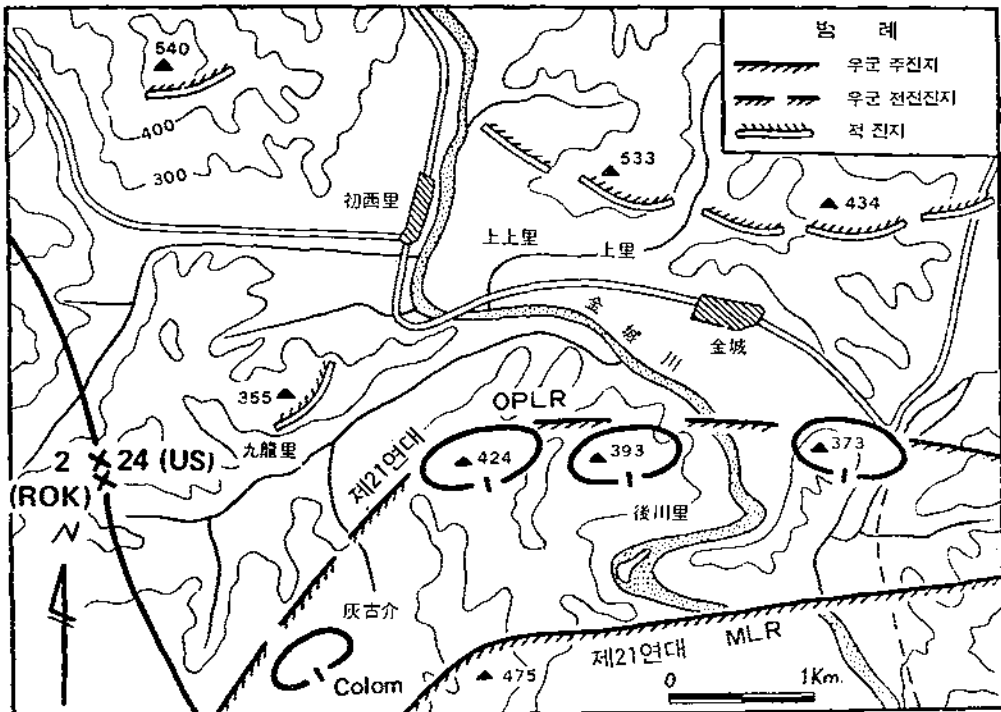 범 례
우군 주진지
우군 전전진지
적 진지
540
400
300
初西里
533
434
上上里
上里
金城川
金城
355
九龍里
OPLR
제21연대
424
393
373
2 24 (US)
(ROK)
N
後川里
灰古介
Colom
475
제21연대
MLR
0 1Km.